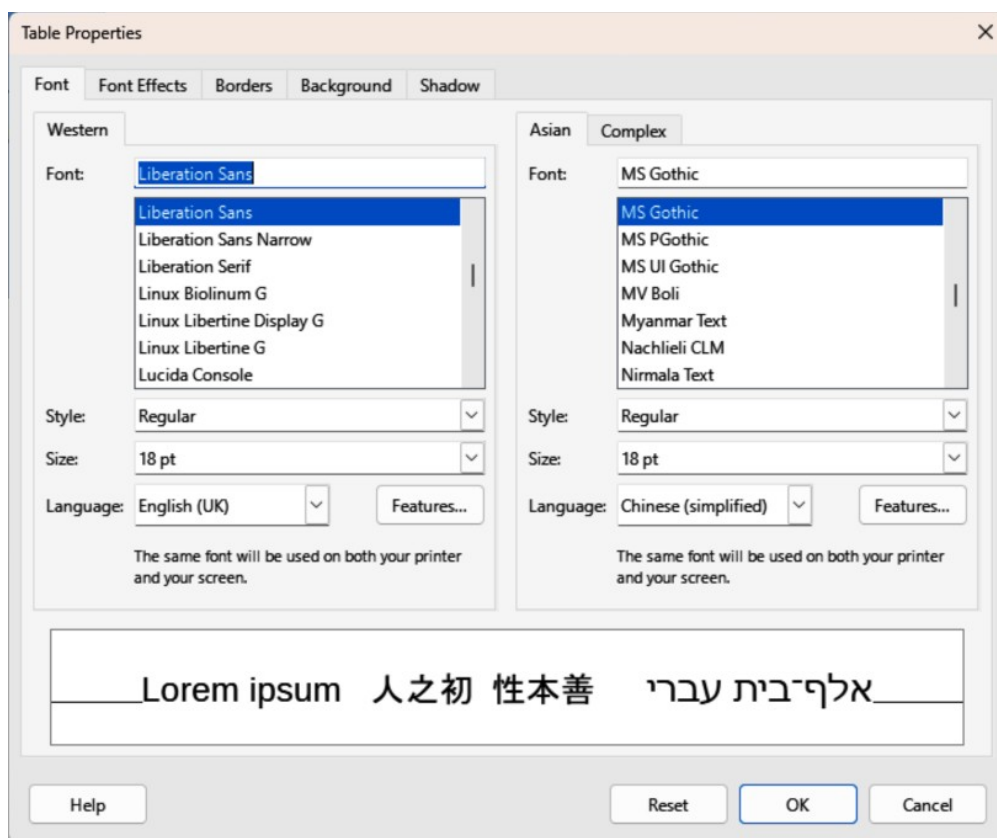 Table Properties
Font Font Effects Borders Background Shadow
Western
Font: Liberation Sans
Liberation Sans
Liberation Sans Narrow
Liberation Serif
Linux Biolinum G
Linux Libertine Display G
Linux Libertine G
Lucida Console
Style: Regular
Size: 18 pt
Language: English (UK) Features...
The same font will be used on both your printer
and your screen.
Asian Complex
Font: MS Gothic
MS Gothic
MS PGothic
MS UI Gothic
MV Boli
Myanmar Text
Nachlieli CLM
Nirmala Text
Style: Regular
Size: 18 pt
Language: Chinese (simplified) Features...
The same font will be used on both your printer
and your screen.
Lorem ipsum 人之初 性本善 אלף־בית עברי
Help Reset OK Cancel